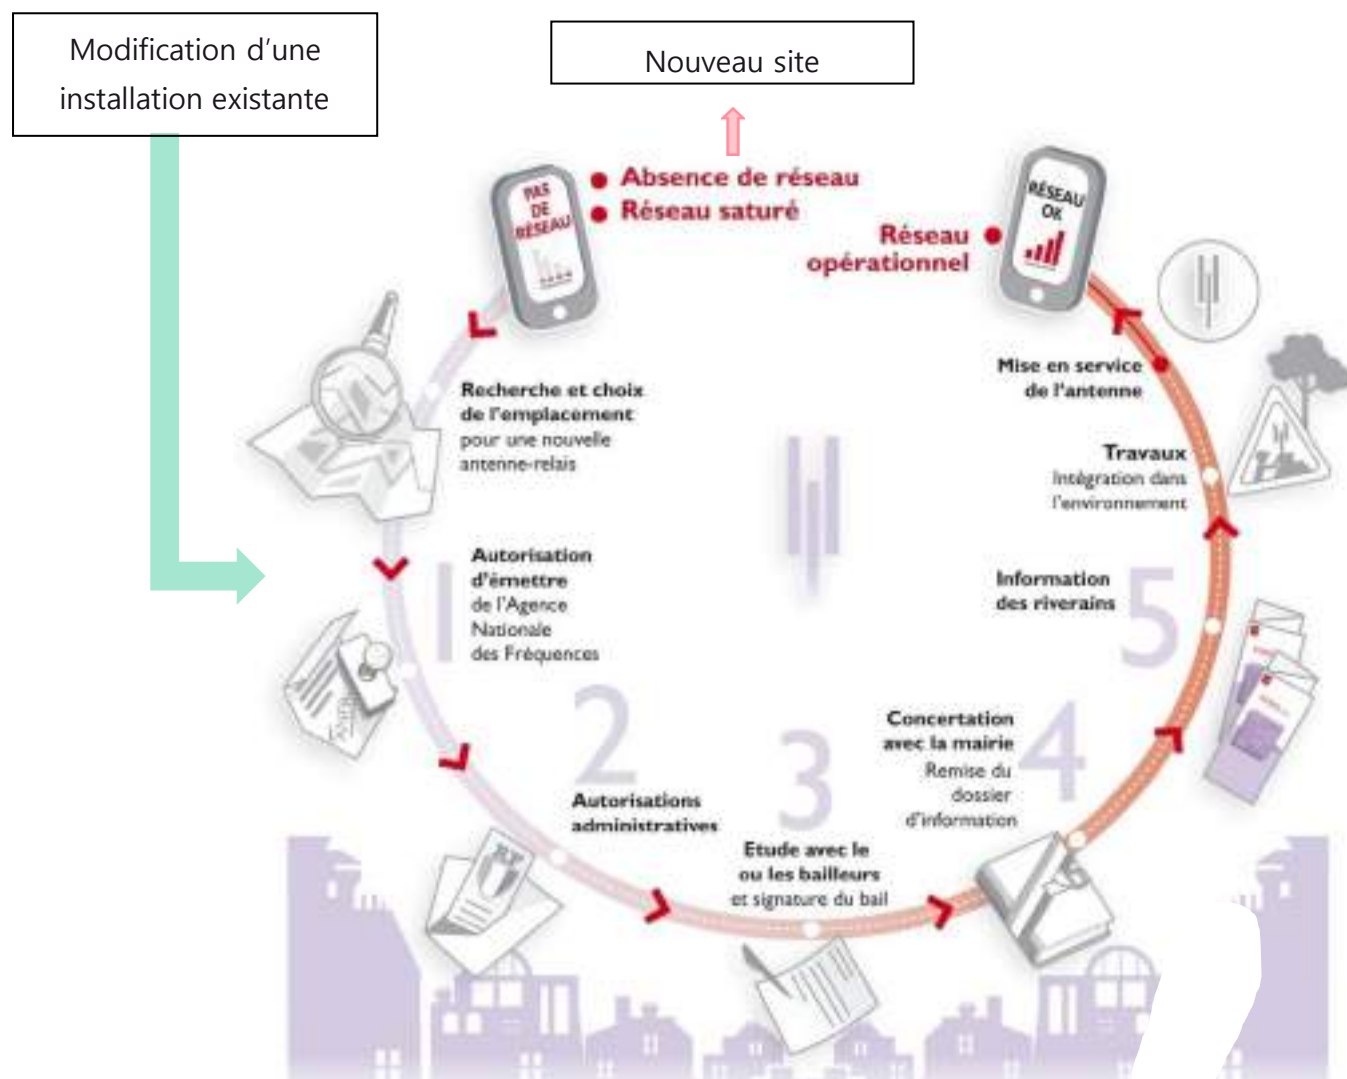 Modification d’une
installation existante
Nouveau site
PAS
DE
RÉSEAU
Absence de réseau
Réseau saturé
RÉSEAU
OK
Réseau
opérationnel
Recherche et choix
de l'emplacement
pour une nouvelle
antenne-relais
1
Autorisation
d'émettre
de l'Agence
Nationale
des Fréquences
2
Autorisations
administratives
3
Etude avec le
ou les bailleurs
et signature du bail
4
Concertation
avec la mairie
Remise du
dossier
d'information
5
Information
des riverains
Travaux
Intégration dans
l'environnement
Mise en service
de l'antenne